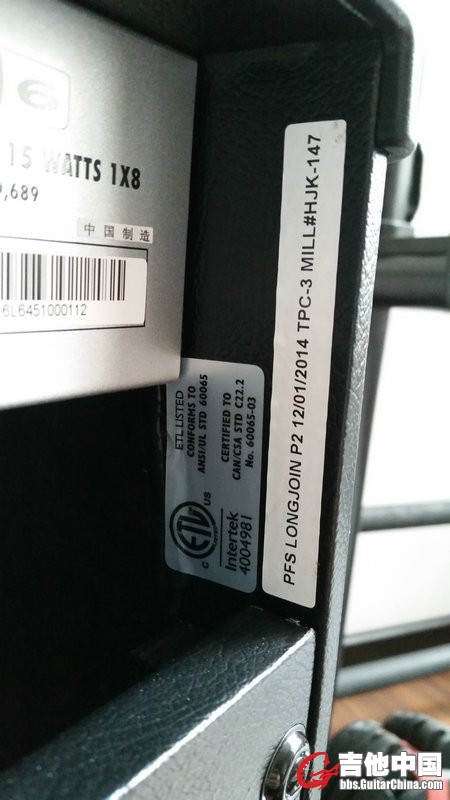 15 WATTS 1X8
,689
中国制造
6L6451000112
ETL LISTED
CONFORMS TO
ANSI/UL STD 60065
CERTIFIED TO
CAN/CSA STD C22.2
No. 60065-03
C
ETL
US
Intertek
4004981
PFS LONGJOIN P2 12/01/2014 TPC-3 MILL#HJK-147
吉他中国
bbs.GuitarChina.com